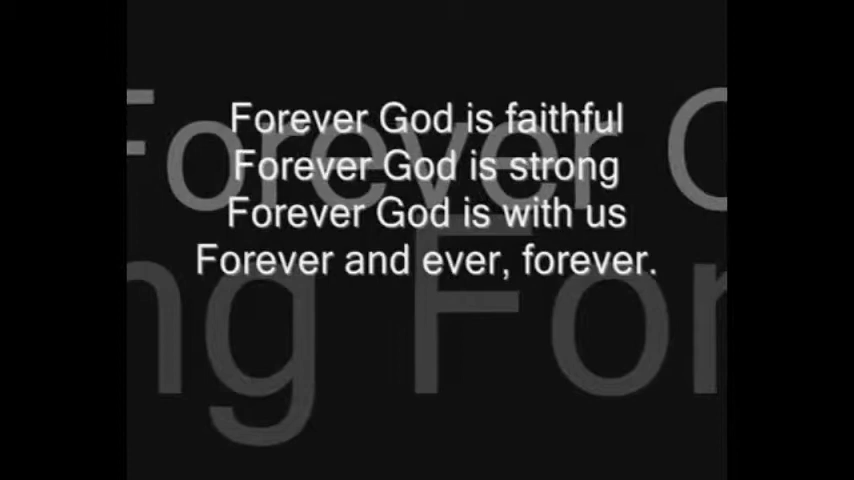 Forever God is faithful
Forever God is strong
Forever God is with us
Forever and ever, forever.